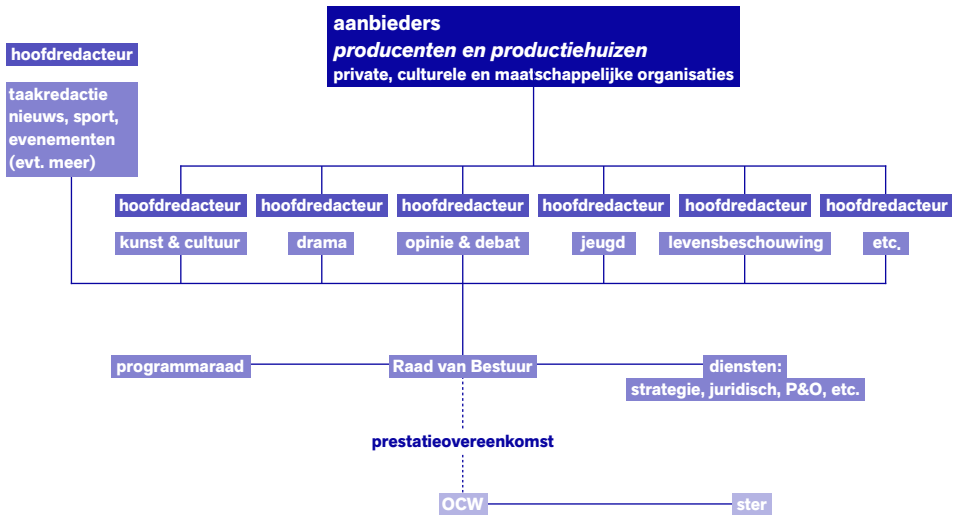 aanbieders
producenten en productiehuizen
private, culturele en maatschappelijke organisaties
hoofdredacteur
taakredactie
nieuws, sport,
evenementen
(evt. meer)
hoofdredacteur hoofdredacteur hoofdredacteur hoofdredacteur hoofdredacteur hoofdredacteur
kunst & cultuur drama opinie & debat jeugd levensbeschouwing etc.
programmaraad Raad van Bestuur diensten:
strategie, juridisch, P&O, etc.
prestatieovereenkomst
OCW ster